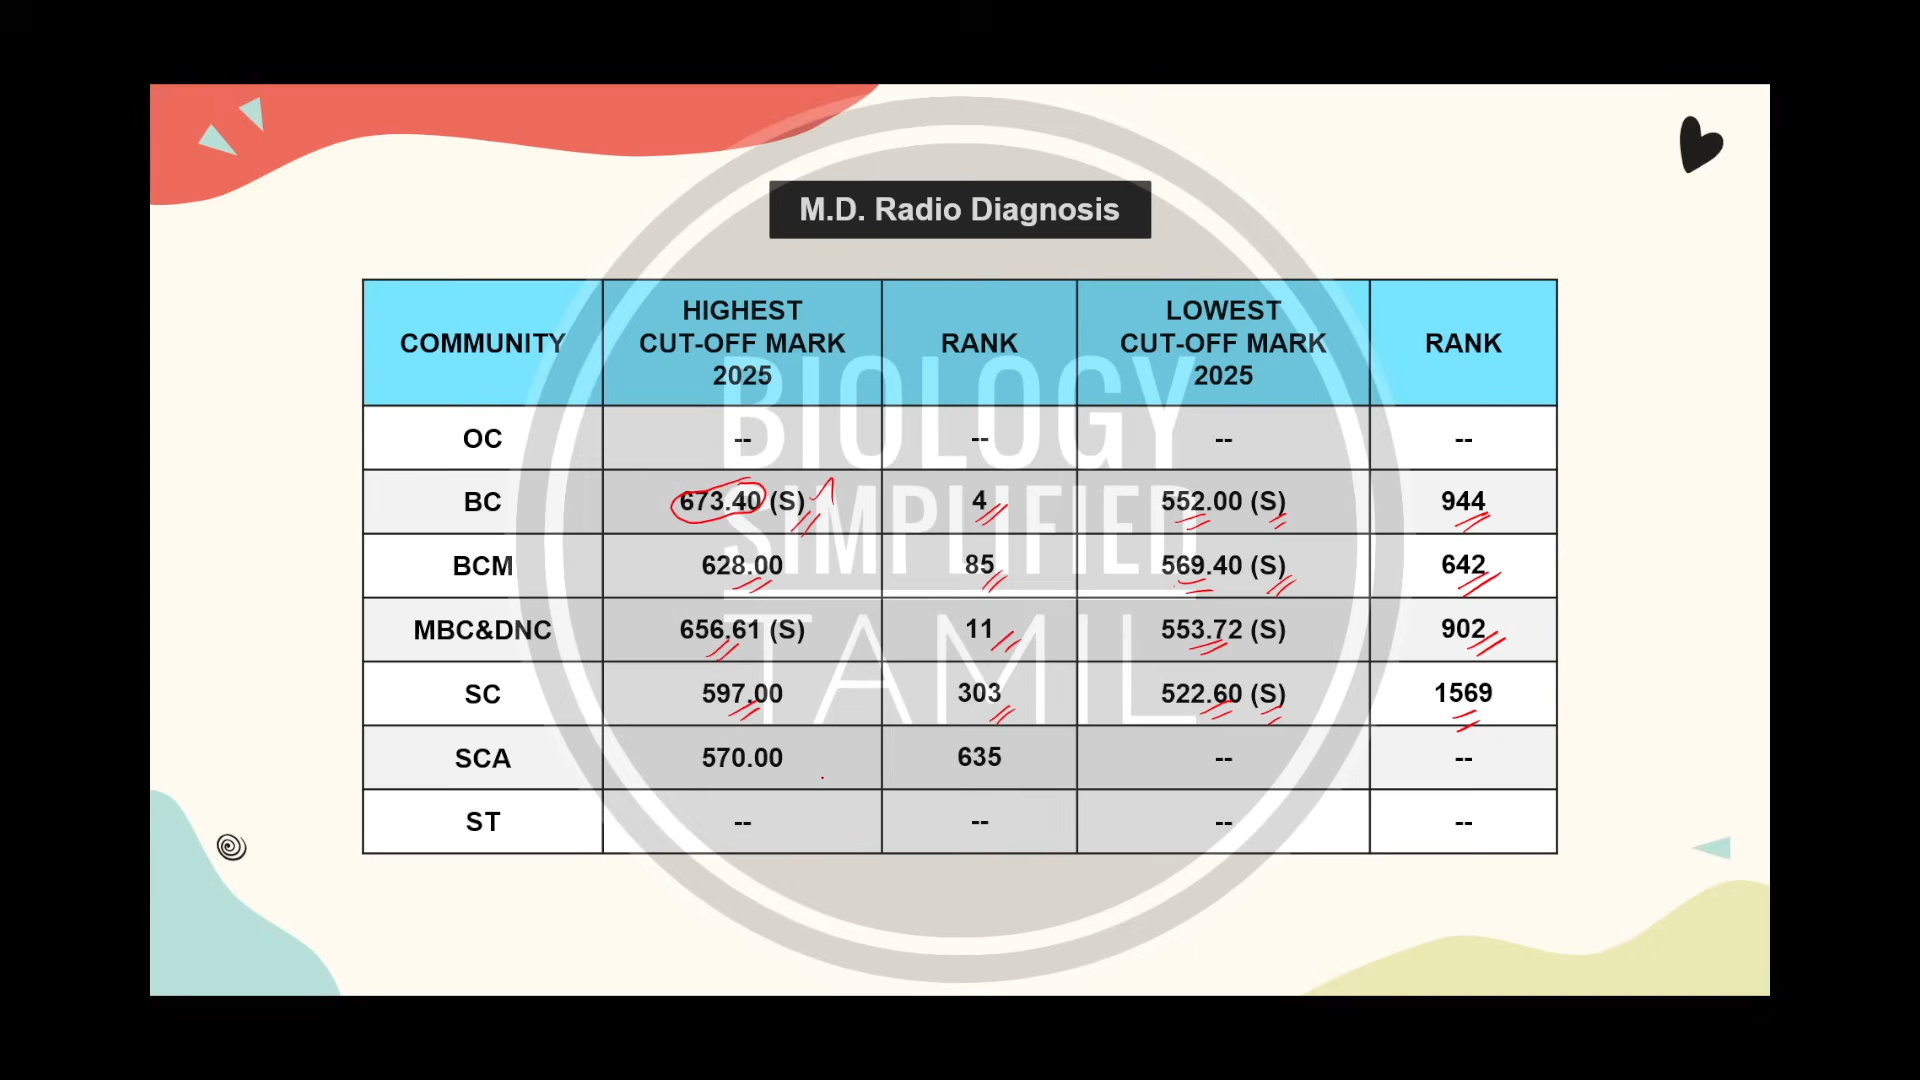 M.D. Radio Diagnosis
COMMUNITY
HIGHEST
CUT-OFF MARK
2025
RANK
LOWEST
CUT-OFF MARK
2025
RANK
OC -- -- -- --
BC 673.40 (S) 4 552.00 (S) 944
BCM 628.00 85 569.40 (S) 642
MBC&DNC 656.61 (S) 11 553.72 (S) 902
SC 597.00 303 522.60 (S) 1569
SCA 570.00 635 -- --
ST -- -- -- --
BIOLOGY
SIMPLIFIED
TAMIL